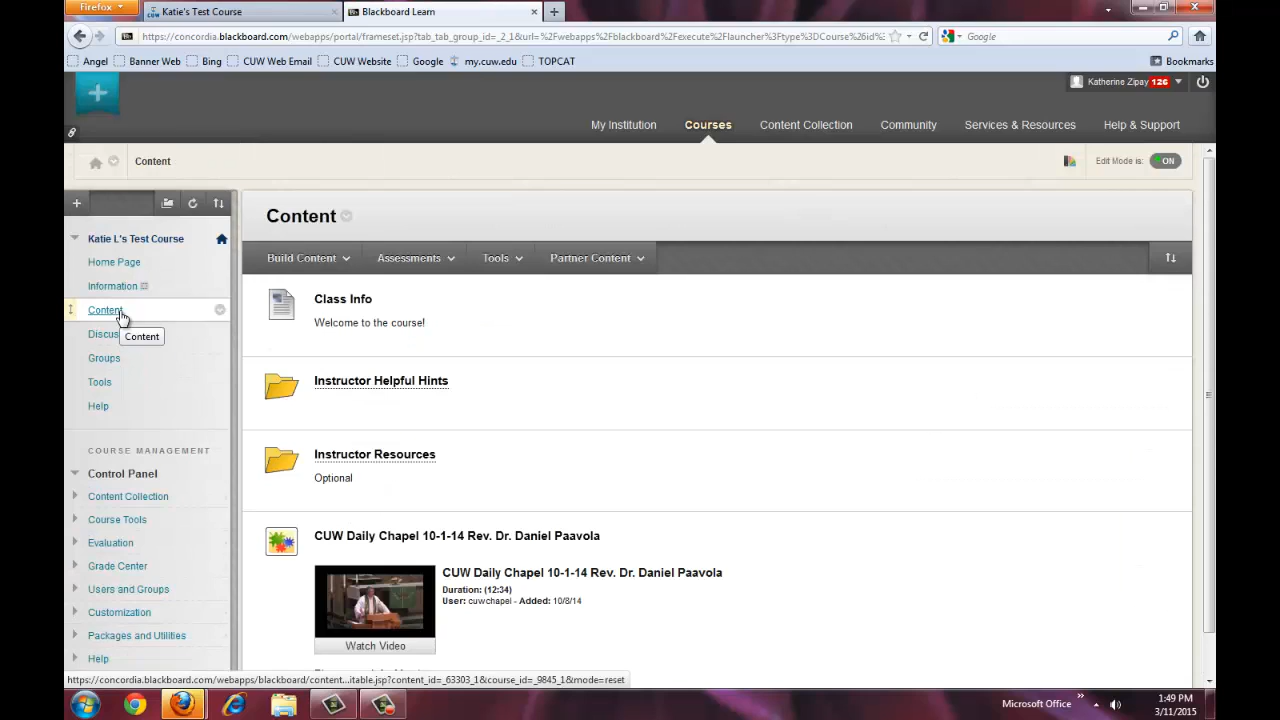 Firefox
Katie's Test Course
Blackboard Learn
https://concordia.blackboard.com/webapps/portal/frameset.jsp?tab_tab_group_id=_2_1&url=%2Fwebapps%2Fblackboard%2Fexecute%2Flauncher%3Ftype%3DCourse%26id%
Google
Angel
Banner Web
Bing
CUW Web Email
CUW Website
Google
my.cuw.edu
TOPCAT
Bookmarks
Katherine Zipay 126
My Institution
Courses
Content Collection
Community
Services & Resources
Help & Support
Content
Edit Mode is:
ON
Katie L's Test Course
Home Page
Information
Content
Discus
Content
Groups
Tools
Help
COURSE MANAGEMENT
Control Panel
Content Collection
Course Tools
Evaluation
Grade Center
Users and Groups
Customization
Packages and Utilities
Help
Content
Build Content
Assessments
Tools
Partner Content
Class Info
Welcome to the course!
Instructor Helpful Hints
Instructor Resources
Optional
CUW Daily Chapel 10-1-14 Rev. Dr. Daniel Paavola
CUW Daily Chapel 10-1-14 Rev. Dr. Daniel Paavola
Duration: (12:34)
User: cuwchapel - Added: 10/8/14
Watch Video
https://concordia.blackboard.com/webapps/blackboard/content...itable.jsp?content_id=_63303_1&course_id=_9845_1&mode=reset
Microsoft Office
1:49 PM
3/11/2015